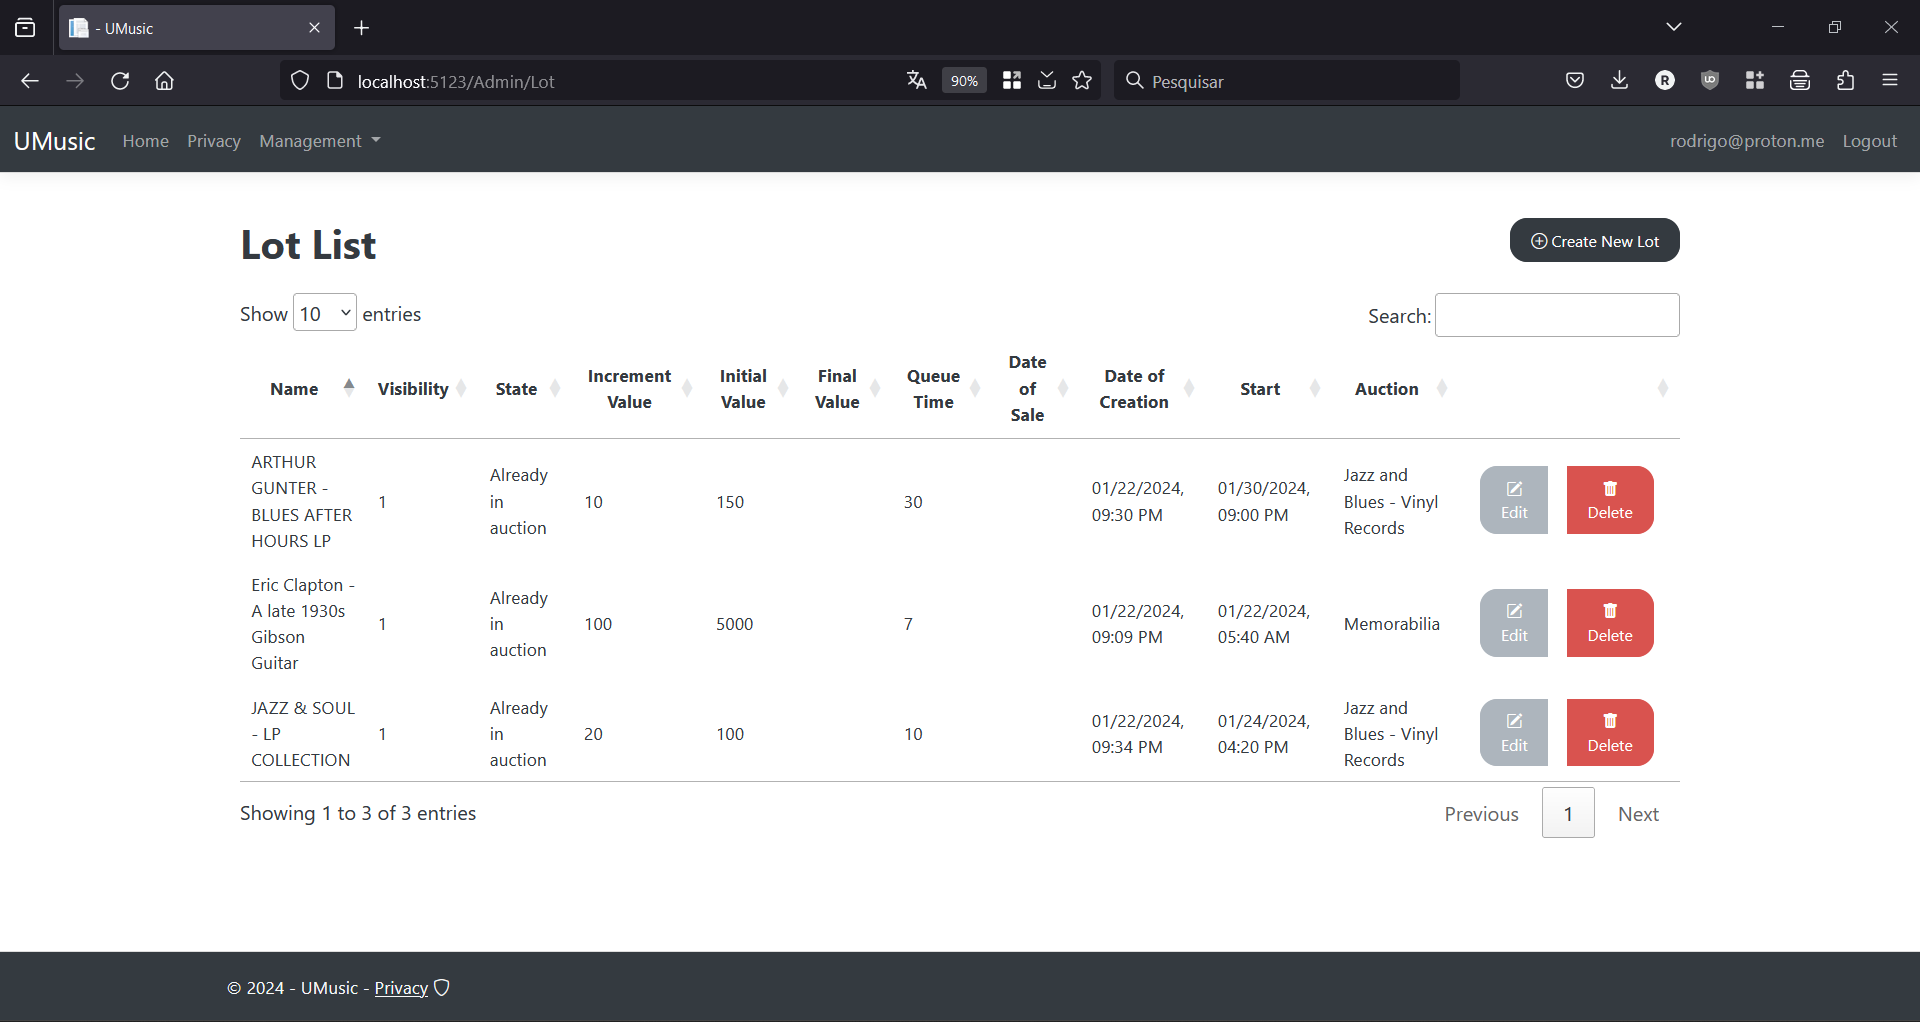 - UMusic
localhost:5123/Admin/Lot
90%
Pesquisar
R
UMusic Home Privacy Management
rodrigo@proton.me Logout
Lot List
Create New Lot
Show 10 entries
Search:
Name
Visibility
State
Increment
Value
Initial
Value
Final
Value
Queue
Time
Date
of
Sale
Date of
Creation
Start
Auction
ARTHUR
GUNTER -
BLUES AFTER
HOURS LP
1
Already
in
auction
10
150
30
01/22/2024,
09:30 PM
01/30/2024,
09:00 PM
Jazz and
Blues - Vinyl
Records
Edit
Delete
Eric Clapton -
A late 1930s
Gibson
Guitar
1
Already
in
auction
100
5000
7
01/22/2024,
09:09 PM
01/22/2024,
05:40 AM
Memorabilia
Edit
Delete
JAZZ & SOUL
- LP
COLLECTION
1
Already
in
auction
20
100
10
01/22/2024,
09:34 PM
01/24/2024,
04:20 PM
Jazz and
Blues - Vinyl
Records
Edit
Delete
Showing 1 to 3 of 3 entries
Previous 1 Next
© 2024 - UMusic - Privacy